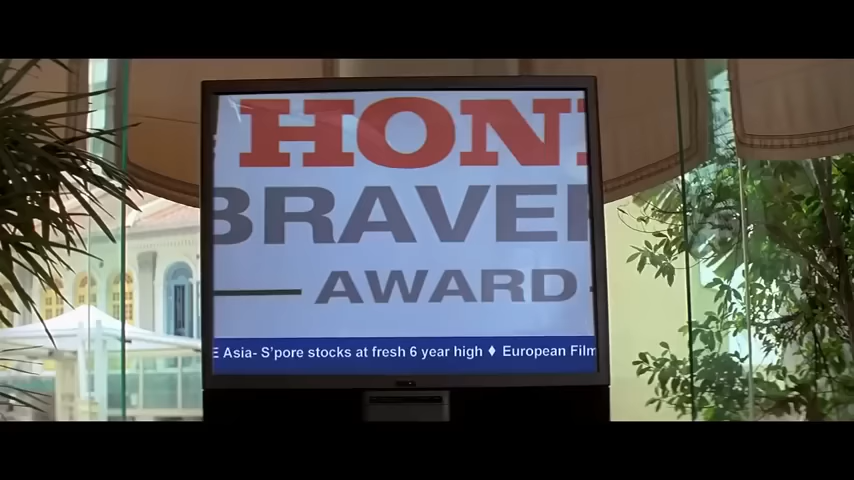 HON
BRAVE
AWARD
E Asia- S'pore stocks at fresh 6 year high ♦ European Film